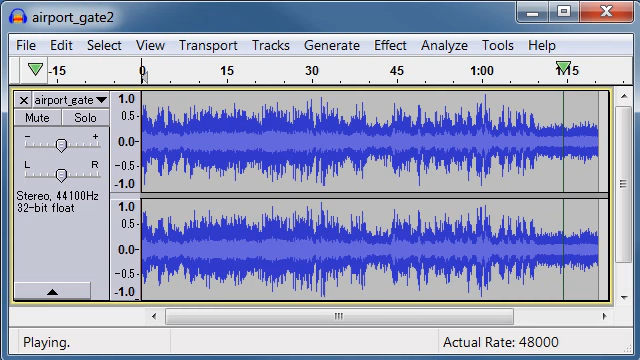 airport_gate2
File Edit Select View Transport Tracks Generate Effect Analyze Tools Help
-15 0 15 30 45 1:00 1:15
airport_gate
Mute Solo
- +
L R
Stereo, 44100Hz
32-bit float
1.0
0.5-
0.0-
-0.5-
-1.0
1.0
0.5-
0.0-
-0.5-
-1.0
Playing.
Actual Rate: 48000